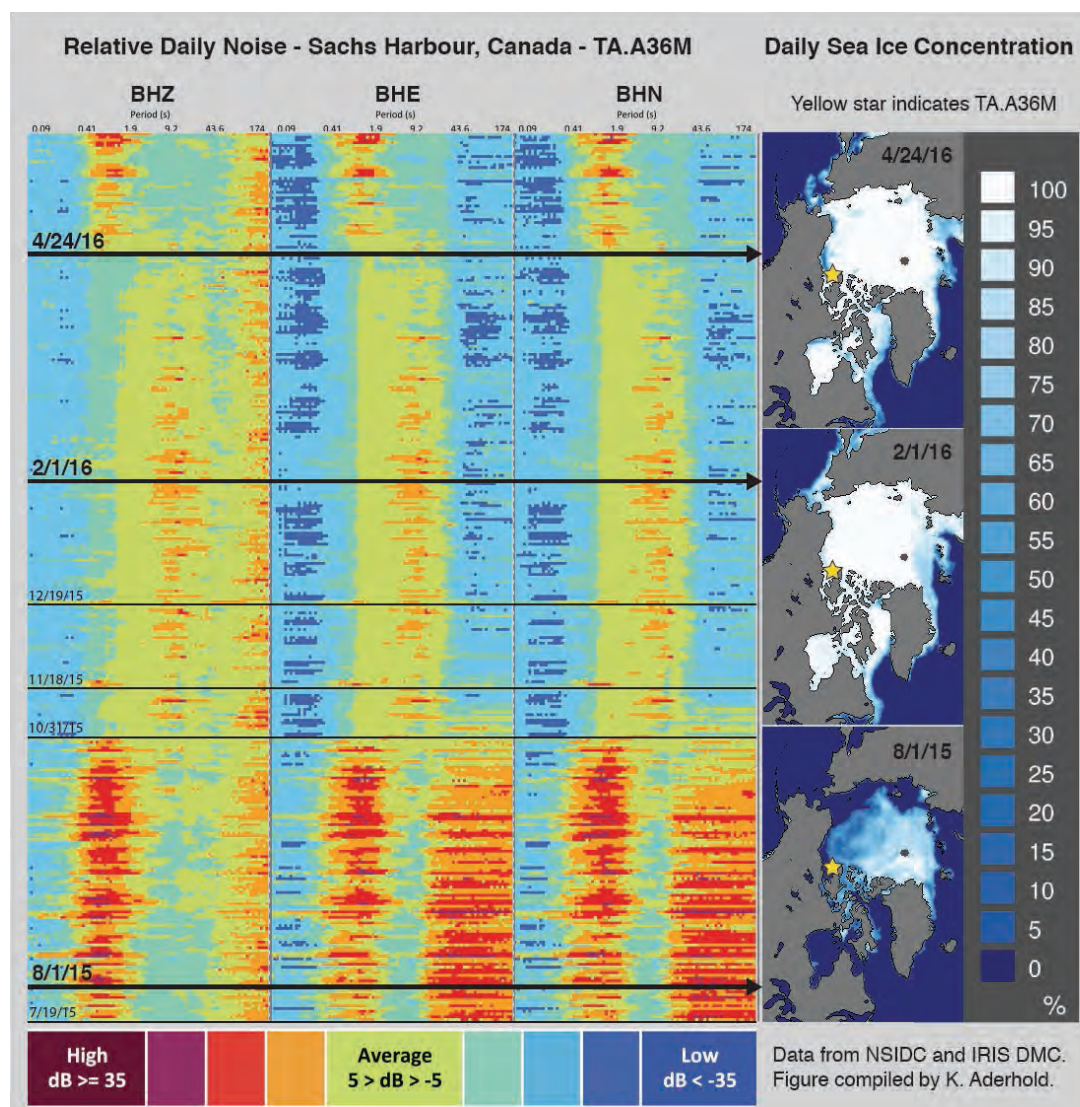 Relative Daily Noise - Sachs Harbour, Canada - TA.A36M
Daily Sea Ice Concentration
Yellow star indicates TA.A36M
BHZ
Period (s)
0.09 0.41 1.9 9.2 43.6 174
BHE
Period (s)
0.09 0.41 1.9 9.2 43.6 174
BHN
Period (s)
0.09 0.41 1.9 9.2 43.6 174
4/24/16
2/1/16
12/19/15
11/18/15
10/31/15
8/1/15
7/19/15
4/24/16
2/1/16
8/1/15
100
95
90
85
80
75
70
65
60
55
50
45
40
35
30
25
20
15
10
5
0
%
High
dB >= 35
Average
5 > dB > -5
Low
dB < -35
Data from NSIDC and IRIS DMC.
Figure compiled by K. Aderhold.